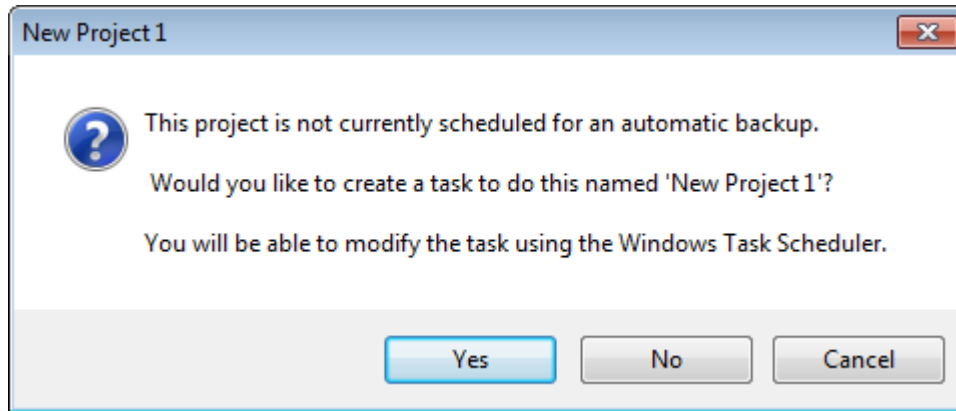 New Project 1
This project is not currently scheduled for an automatic backup.
Would you like to create a task to do this named 'New Project 1'?
You will be able to modify the task using the Windows Task Scheduler.
Yes No Cancel